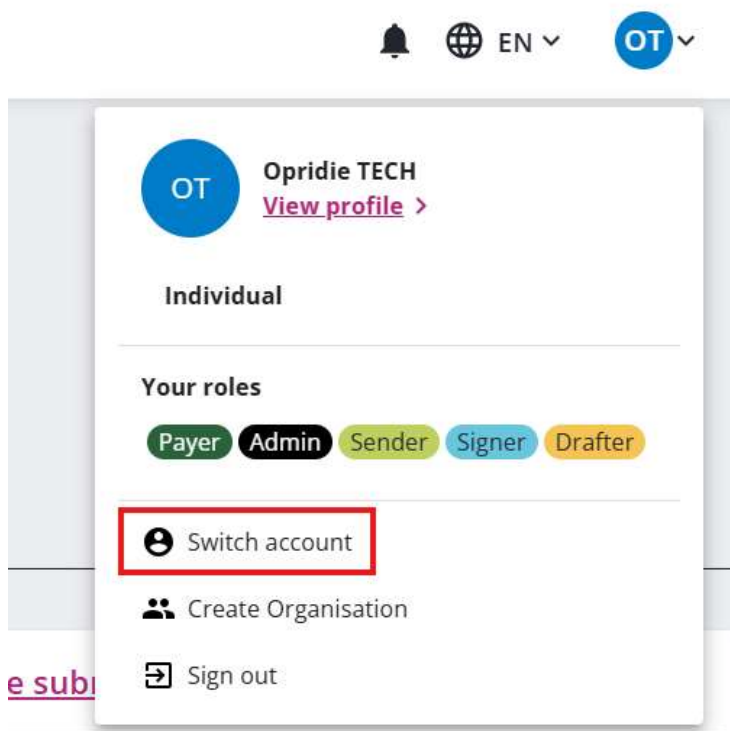 EN OT
OT Opridie TECH
View profile >
Individual
Your roles
Payer Admin Sender Signer Drafter
Switch account
Create Organisation
e subr
Sign out